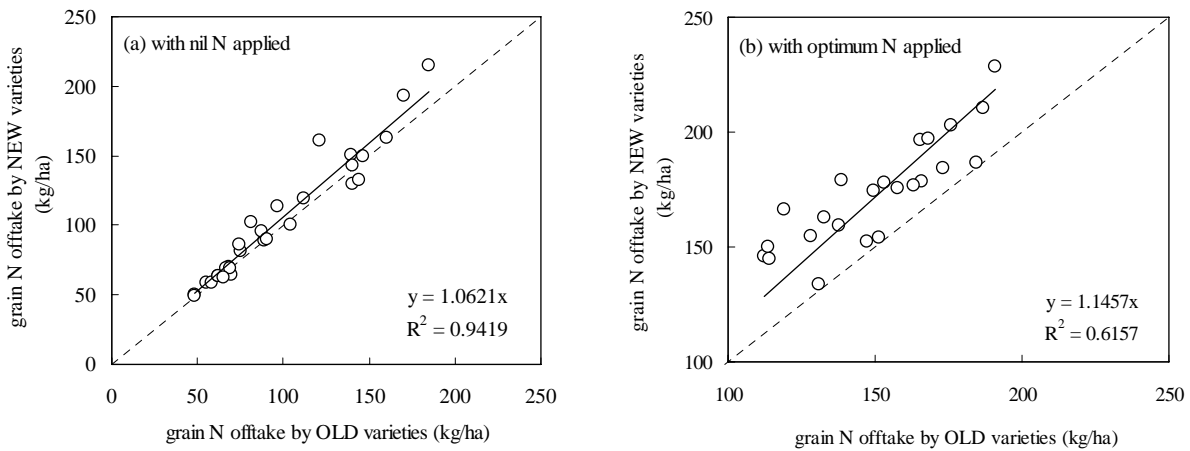 (a) with nil N applied
250
200
150
100
50
0
0 50 100 150 200 250
grain N offtake by NEW varieties
(kg/ha)
grain N offtake by OLD varieties (kg/ha)
y = 1.0621x
R² = 0.9419
(b) with optimum N applied
250
200
150
100
100 150 200 250
grain N offtake by NEW varieties
(kg/ha)
grain N offtake by OLD varieties (kg/ha)
y = 1.1457x
R² = 0.6157